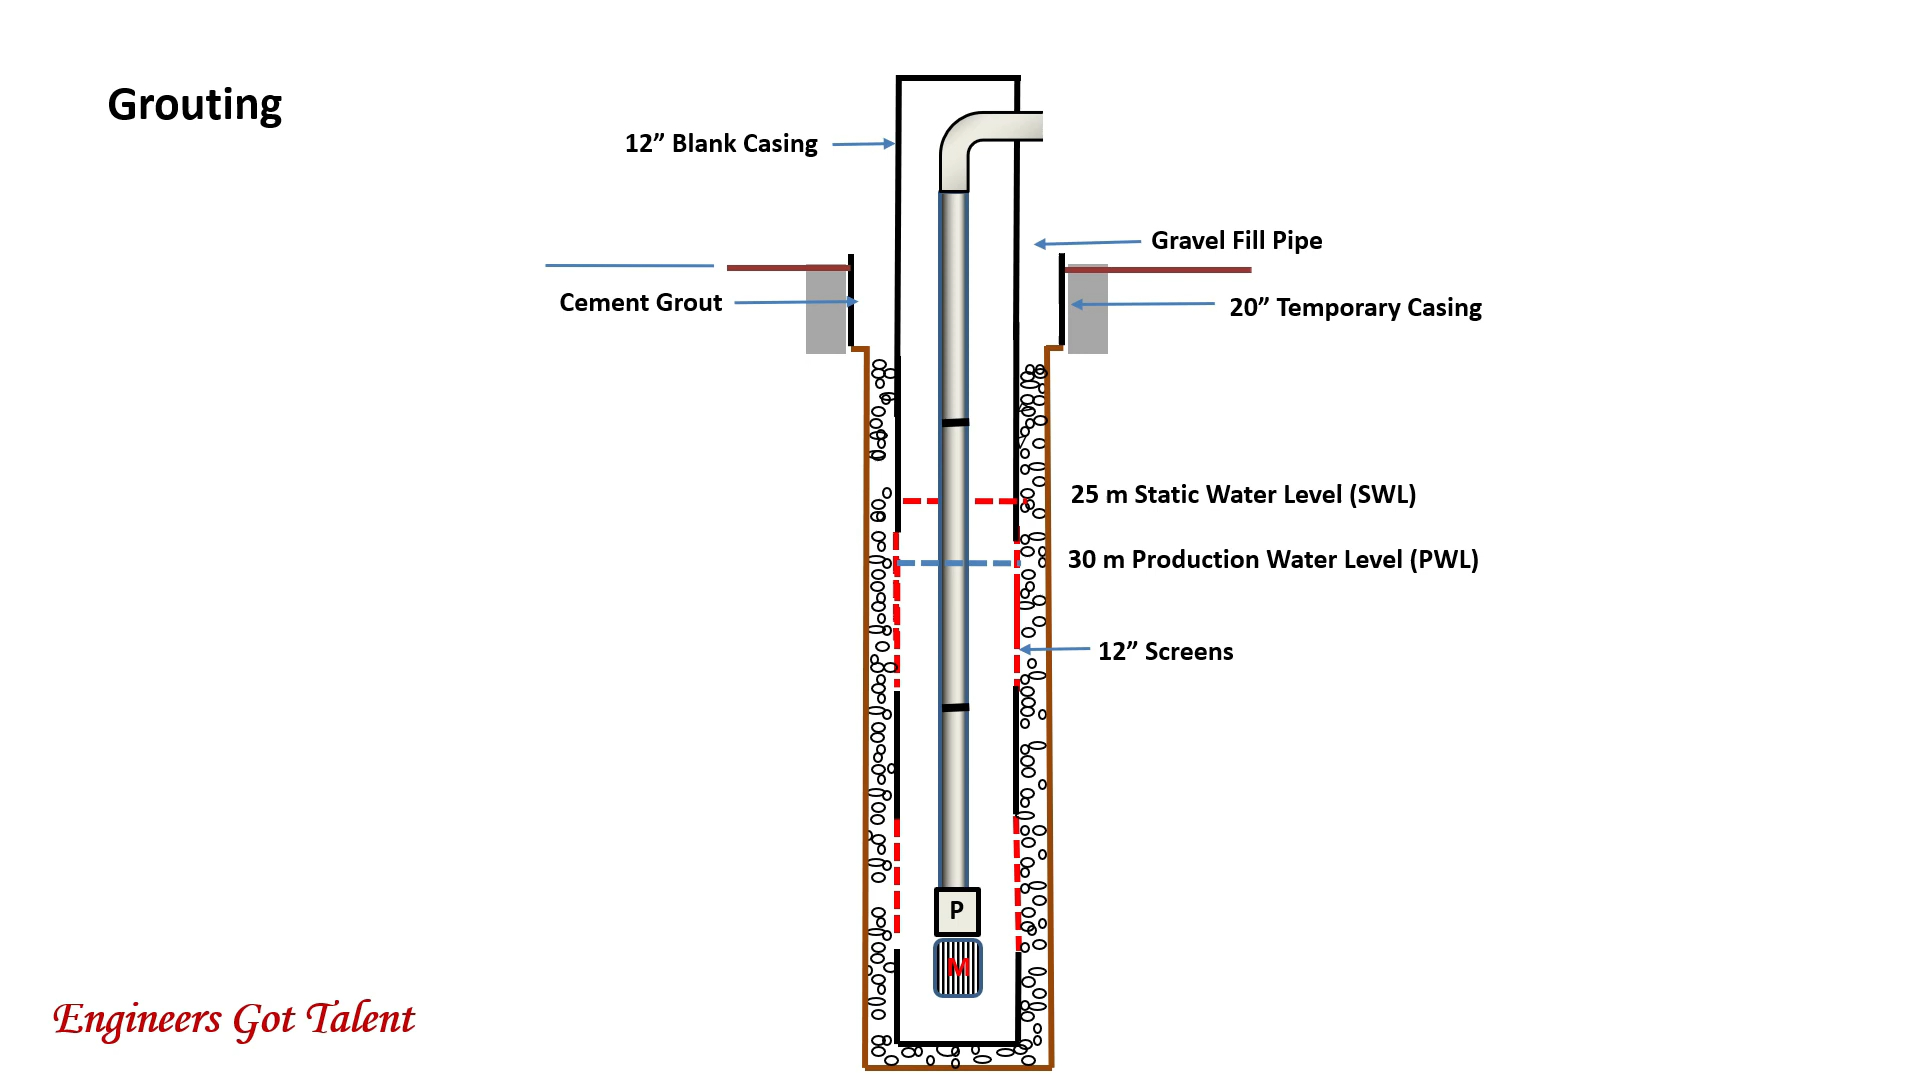 Grouting
12” Blank Casing
Gravel Fill Pipe
Cement Grout
20” Temporary Casing
25 m Static Water Level (SWL)
30 m Production Water Level (PWL)
12” Screens
P
M
Engineers Got Talent